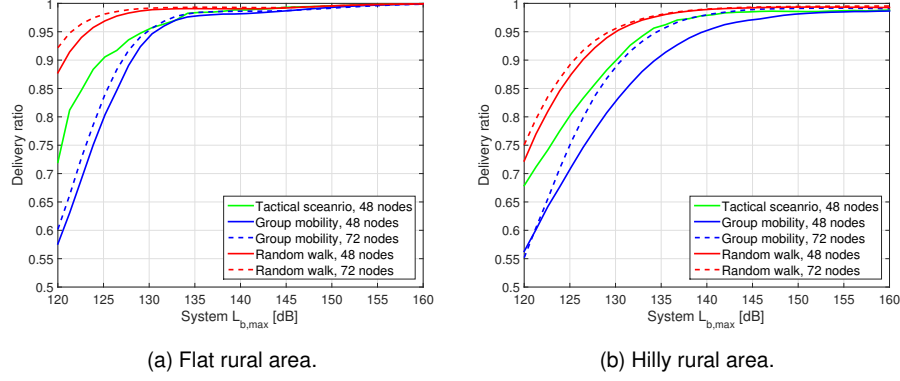 1
0.95
0.9
0.85
0.8
0.75
0.7
0.65
0.6
0.55
0.5
Delivery ratio
Tactical sceanrio, 48 nodes
Group mobility, 48 nodes
Group mobility, 72 nodes
Random walk, 48 nodes
Random walk, 72 nodes
120 125 130 135 140 145 150 155 160
System L_b,max [dB]
(a) Flat rural area.
1
0.95
0.9
0.85
0.8
0.75
0.7
0.65
0.6
0.55
0.5
Delivery ratio
Tactical sceanrio, 48 nodes
Group mobility, 48 nodes
Group mobility, 72 nodes
Random walk, 48 nodes
Random walk, 72 nodes
120 125 130 135 140 145 150 155 160
System L_b,max [dB]
(b) Hilly rural area.